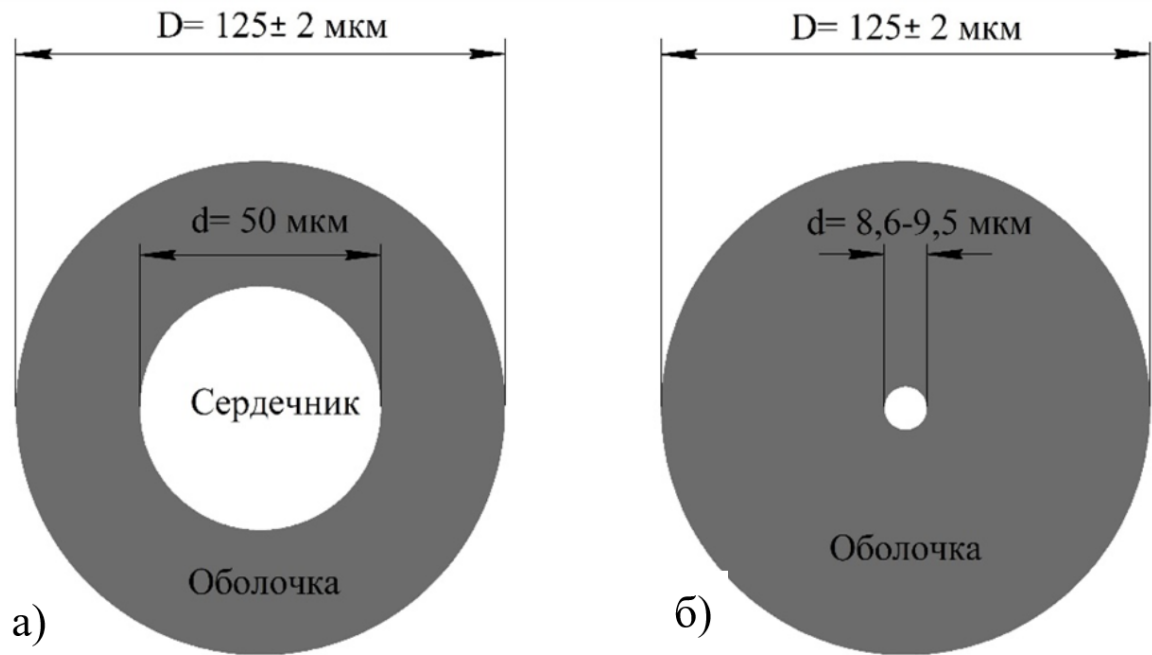 D= 125± 2 мкм
d= 50 мкм
Сердечник
Оболочка
а)
D= 125± 2 мкм
d= 8,6-9,5 мкм
Оболочка
б)